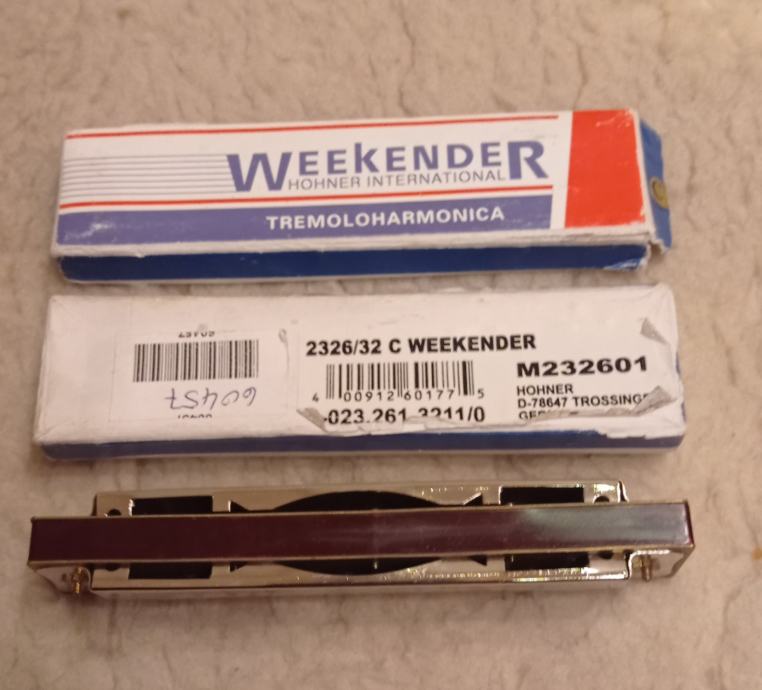 WEEKENDER
HOHNER INTERNATIONAL
TREMOLOHARMONICA
2326/32 C WEEKENDER
M232601
4 00912 60177 5
HOHNER
D-78647
-023.261-3211/0
60457